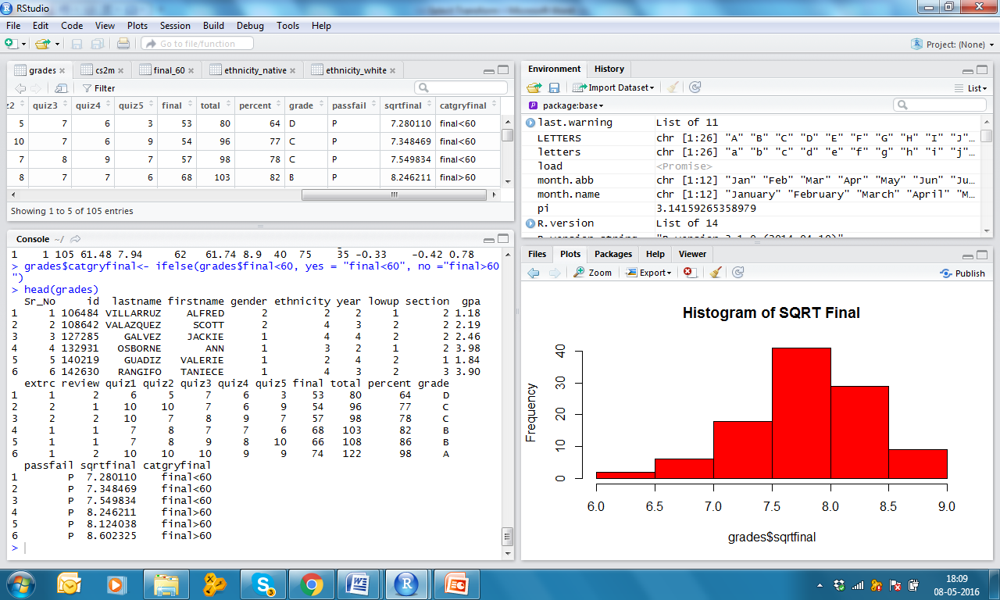 RStudio
File Edit Code View Plots Session Build Debug Tools Help
Go to file/function
Project: (None)
grades cs2m final_60 ethnicity_native ethnicity_white
Filter
z2 quiz3 quiz4 quiz5 final total percent grade passfail sqrtfinal catgryfinal
5 7 6 3 53 80 64 D P 7.280110 final<60
10 7 6 9 54 96 77 C P 7.348469 final<60
7 8 9 7 57 98 78 C P 7.549834 final<60
8 7 7 6 68 103 82 B P 8.246211 final>60
Showing 1 to 5 of 105 entries
Console ~/
1 1 105 61.48 7.94 62 61.74 8.9 40 75 35 -0.33 -0.42 0.78
> grades$catgryfinal<- ifelse(grades$final<60, yes = "final<60", no ="final>60
")
> head(grades)
Sr_No id lastname firstname gender ethnicity year lowup section gpa
1 1 106484 VILLARRUZ ALFRED 2 2 2 1 2 1.18
2 2 108642 VALAZQUEZ SCOTT 2 4 3 2 2 2.19
3 3 127285 GALVEZ JACKIE 1 4 4 2 2 2.46
4 4 132931 OSBORNE ANN 1 3 2 1 2 3.98
5 5 140219 GUADIZ VALERIE 1 2 4 2 1 1.84
6 6 142630 RANGIFO TANIECE 1 4 3 2 3 3.90
extrc review quiz1 quiz2 quiz3 quiz4 quiz5 final total percent grade
1 1 2 6 5 7 6 3 53 80 64 D
2 2 1 10 10 7 6 9 54 96 77 C
3 2 2 10 7 8 9 7 57 98 78 C
4 1 1 7 8 7 7 6 68 103 82 B
5 1 1 7 8 9 8 10 66 108 86 B
6 1 2 10 10 10 9 9 74 122 98 A
passfail sqrtfinal catgryfinal
1 P 7.280110 final<60
2 P 7.348469 final<60
3 P 7.549834 final<60
4 P 8.246211 final>60
5 P 8.124038 final>60
6 P 8.602325 final>60
>
Environment History
Import Dataset List
package:base
last.warning List of 11
LETTERS chr [1:26] "A" "B" "C" "D" "E" "F" "G" "H" "I" "J"…
letters chr [1:26] "a" "b" "c" "d" "e" "f" "g" "h" "i" "j"…
load <Promise>
month.abb chr [1:12] "Jan" "Feb" "Mar" "Apr" "May" "Jun" "Ju…
month.name chr [1:12] "January" "February" "March" "April" "M…
pi 3.14159265358979
R.version List of 14
Files Plots Packages Help Viewer
Zoom Export Publish
Histogram of SQRT Final
Frequency
0 10 20 30 40
6.0 6.5 7.0 7.5 8.0 8.5 9.0
grades$sqrtfinal
3
18:09
08-05-2016